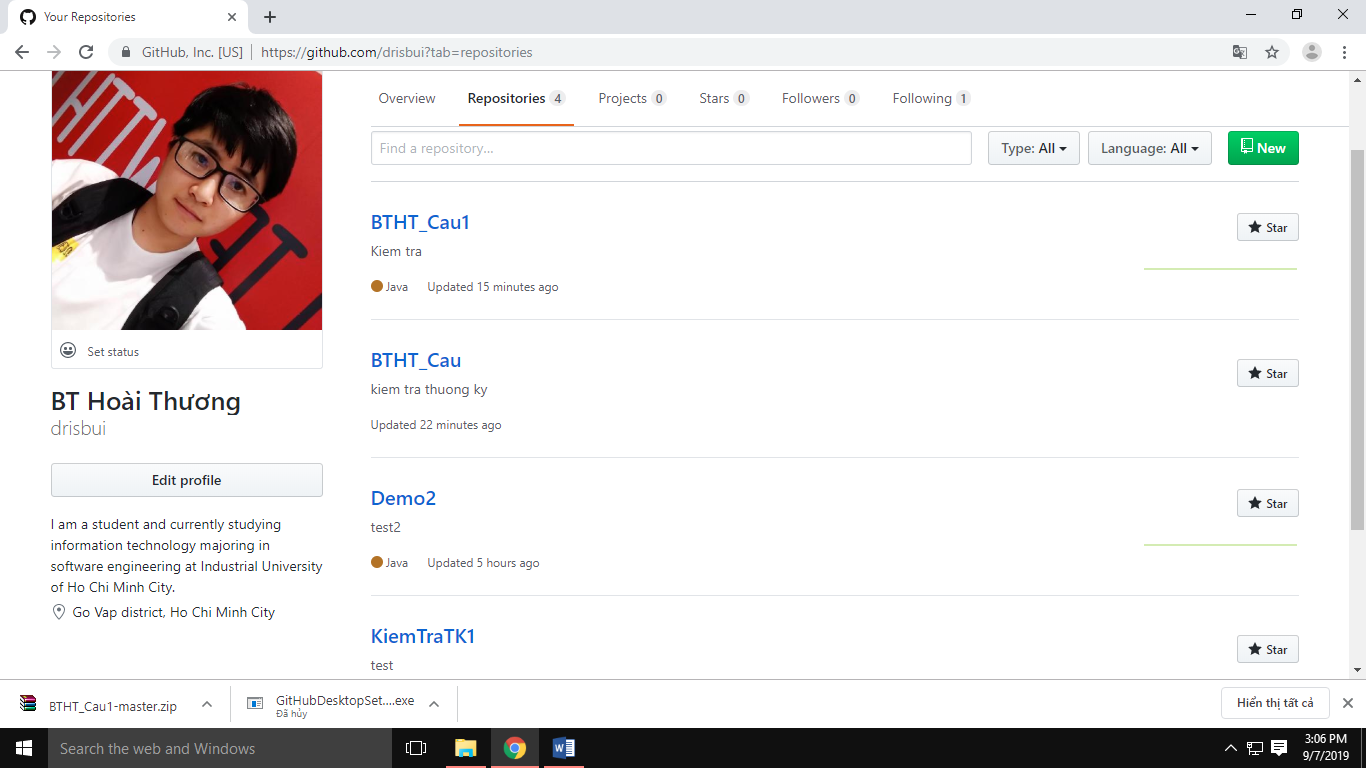 Your Repositories
GitHub, Inc. [US] https://github.com/drisbui?tab=repositories
Overview Repositories 4 Projects 0 Stars 0 Followers 0 Following 1
Find a repository… Type: All Language: All New
BTHT_Cau1 Star
Kiem tra
Java Updated 15 minutes ago
Set status
BTHT_Cau Star
kiem tra thuong ky
Updated 22 minutes ago
BT Hoài Thương
drisbui
Edit profile
I am a student and currently studying
information technology majoring in
software engineering at Industrial University
of Ho Chi Minh City.
Go Vap district, Ho Chi Minh City
Demo2 Star
test2
Java Updated 5 hours ago
KiemTraTK1 Star
test
BTHT_Cau1-master.zip
GitHubDesktopSet....exe
Đã hủy
Hiển thị tất cả
Search the web and Windows
3:06 PM
9/7/2019